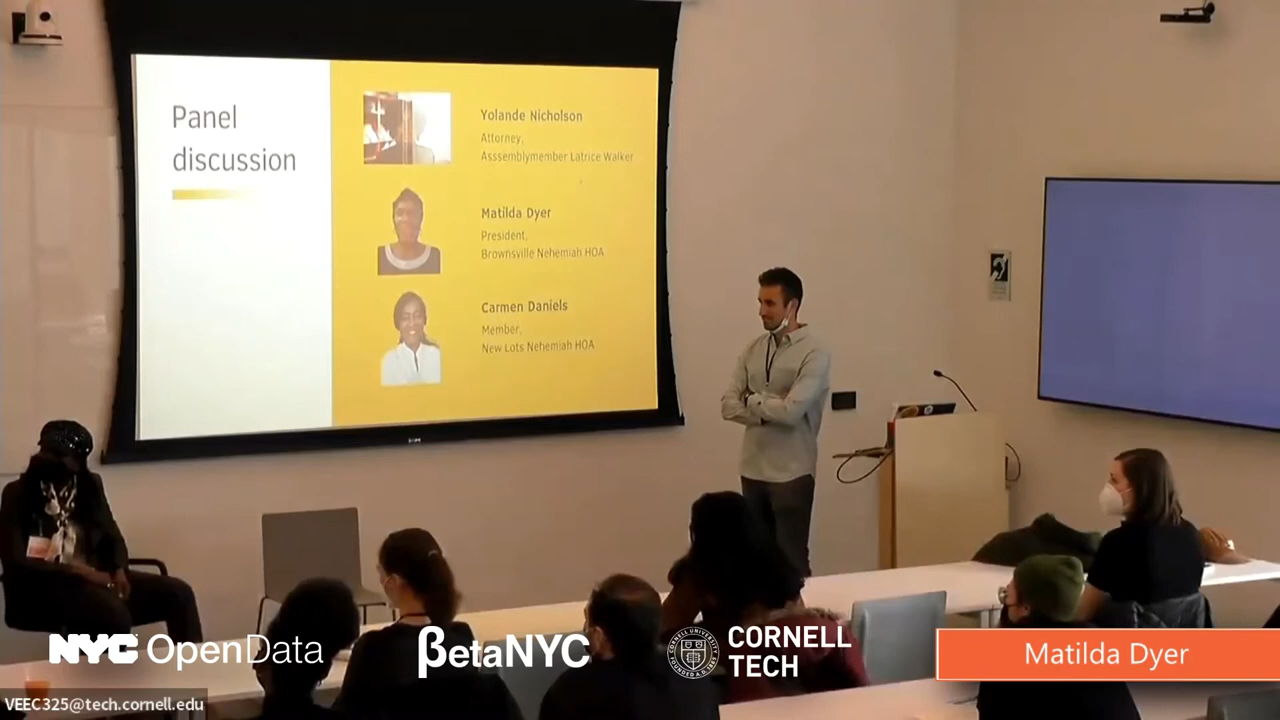 Panel
discussion
Yolande Nicholson
Attorney,
Asssemblymember Latrice Walker
Matilda Dyer
President,
Brownsville Nehemiah HOA
Carmen Daniels
Member,
New Lots Nehemiah HOA
NYC OpenData
βetaNYC
CORNELL
TECH
Matilda Dyer
VEEC325@tech.cornell.edu